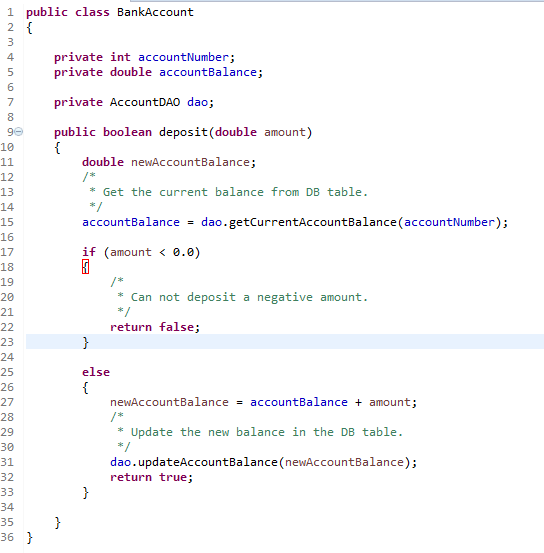 1 public class BankAccount
2 {
3
4     private int accountNumber;
5     private double accountBalance;
6
7     private AccountDAO dao;
8
9     public boolean deposit(double amount)
10     {
11         double newAccountBalance;
12         /*
13          * Get the current balance from DB table.
14          */
15         accountBalance = dao.getCurrentAccountBalance(accountNumber);
16
17         if (amount < 0.0)
18         {
19             /*
20              * Can not deposit a negative amount.
21              */
22             return false;
23         }
24
25         else
26         {
27             newAccountBalance = accountBalance + amount;
28             /*
29              * Update the new balance in the DB table.
30              */
31             dao.updateAccountBalance(newAccountBalance);
32             return true;
33         }
34
35     }
36 }